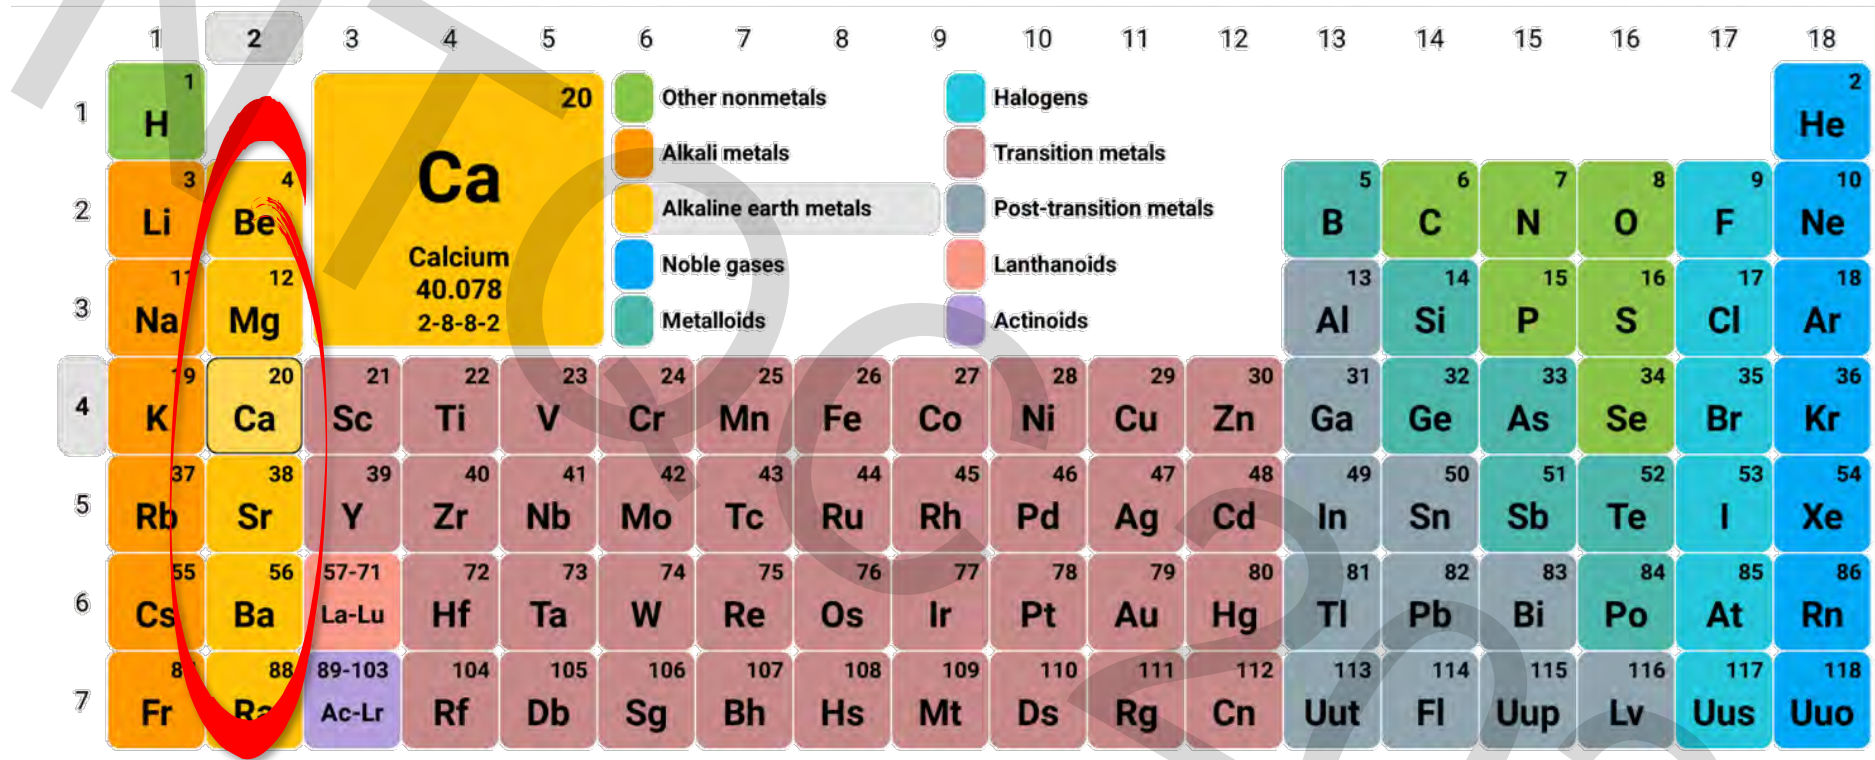 1 2 3 4 5 6 7 8 9 10 11 12 13 14 15 16 17 18
1 H 1 20 Other nonmetals Halogens 2 He
Ca Alkali metals Transition metals
2 3 Li 4 Be Alkaline earth metals Post-transition metals 5 B 6 C 7 N 8 O 9 F 10 Ne
Calcium Noble gases Lanthanoids
40.078
3 11 Na 12 Mg 2-8-8-2 Metalloids Actinoids 13 Al 14 Si 15 P 16 S 17 Cl 18 Ar
4 19 K 20 Ca 21 Sc 22 Ti 23 V 24 Cr 25 Mn 26 Fe 27 Co 28 Ni 29 Cu 30 Zn 31 Ga 32 Ge 33 As 34 Se 35 Br 36 Kr
5 37 Rb 38 Sr 39 Y 40 Zr 41 Nb 42 Mo 43 Tc 44 Ru 45 Rh 46 Pd 47 Ag 48 Cd 49 In 50 Sn 51 Sb 52 Te 53 I 54 Xe
6 55 Cs 56 Ba 57-71 La-Lu 72 Hf 73 Ta 74 W 75 Re 76 Os 77 Ir 78 Pt 79 Au 80 Hg 81 Tl 82 Pb 83 Bi 84 Po 85 At 86 Rn
7 87 Fr 88 Ra 89-103 Ac-Lr 104 Rf 105 Db 106 Sg 107 Bh 108 Hs 109 Mt 110 Ds 111 Rg 112 Cn 113 Uut 114 Fl 115 Uup 116 Lv 117 Uus 118 Uuo